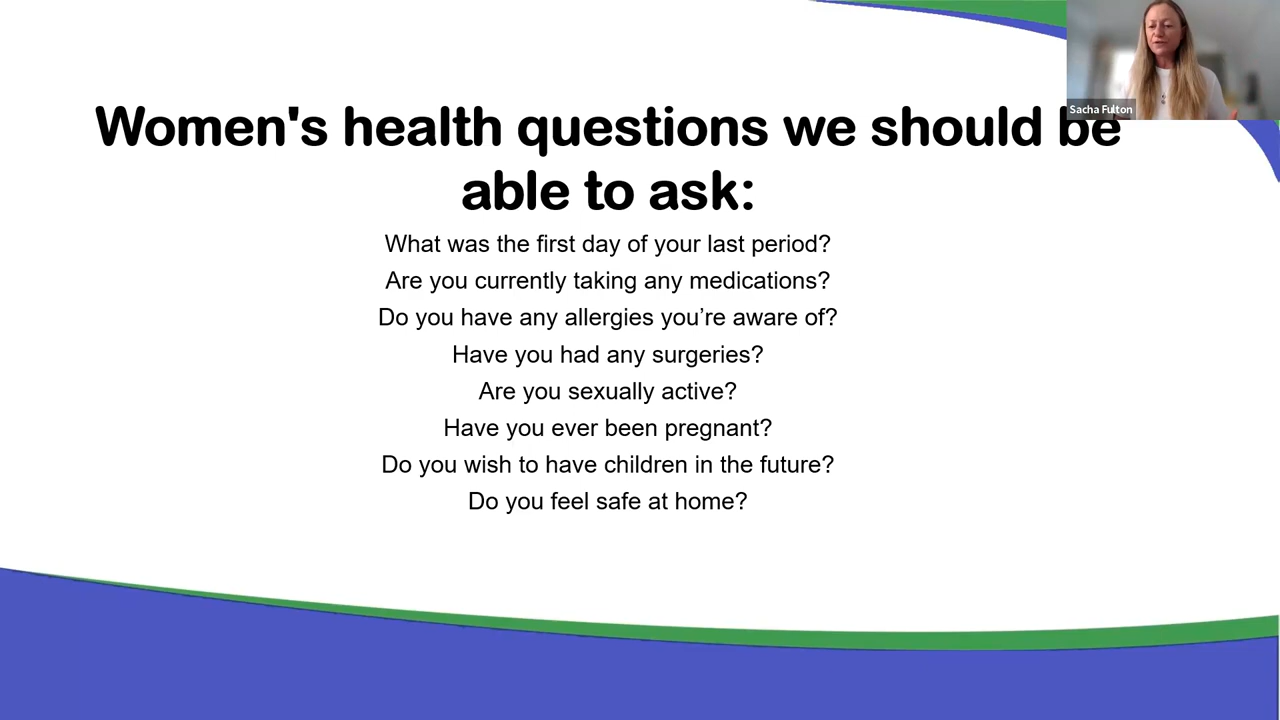 Sacha Fulton
Women's health questions we should be
able to ask:
What was the first day of your last period?
Are you currently taking any medications?
Do you have any allergies you’re aware of?
Have you had any surgeries?
Are you sexually active?
Have you ever been pregnant?
Do you wish to have children in the future?
Do you feel safe at home?